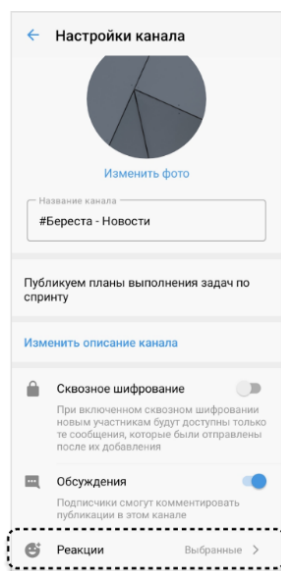 Настройки канала
Изменить фото
Название канала
#Береста - Новости
Публикуем планы выполнения задач по
спринту
Изменить описание канала
Сквозное шифрование
При включенном сквозном шифровании
новым участникам будут доступны только
те сообщения, которые были отправлены
после их добавления
Обсуждения
Подписчики смогут комментировать
публикации в этом канале
Реакции Выбранные >